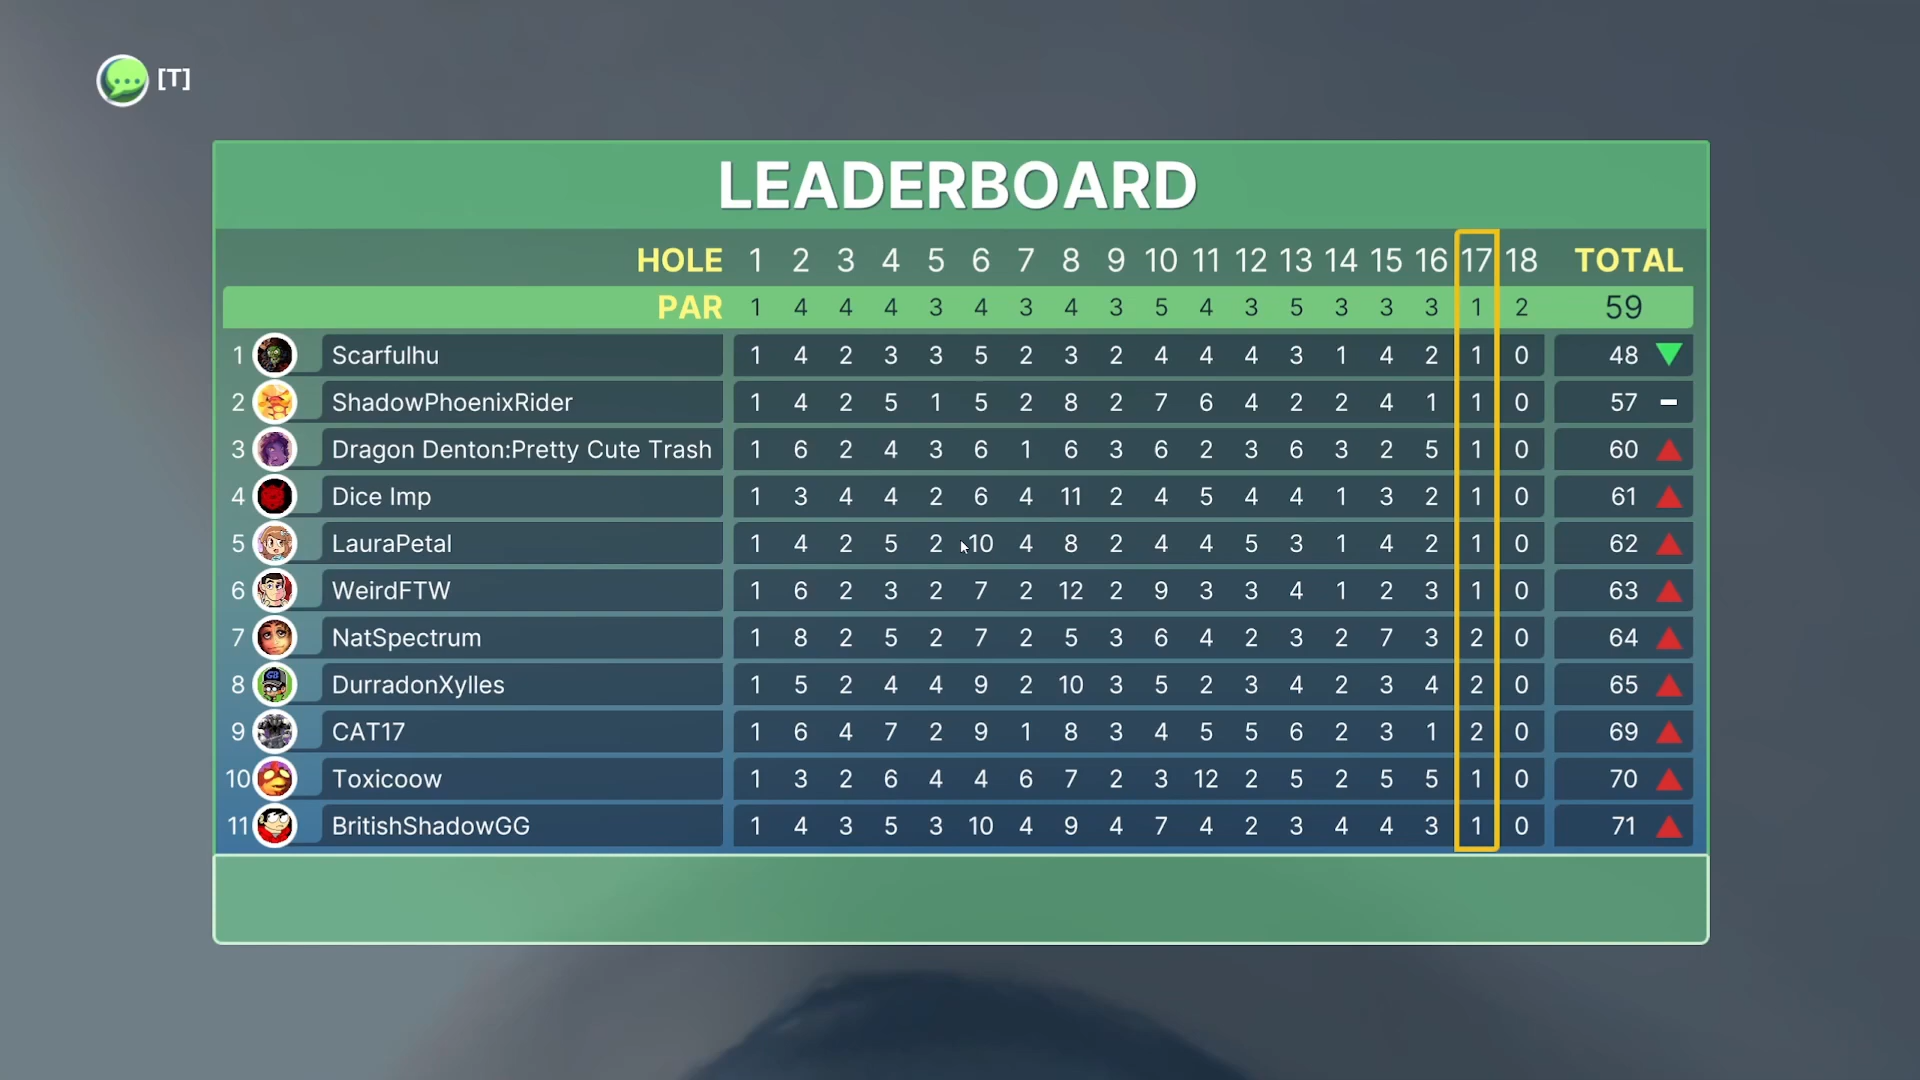 [T]
LEADERBOARD
HOLE 1 2 3 4 5 6 7 8 9 10 11 12 13 14 15 16 17 18 TOTAL
PAR 1 4 4 4 3 4 3 4 3 5 4 3 5 3 3 3 1 2 59
1 Scarfulhu 1 4 2 3 3 5 2 3 2 4 4 4 3 1 4 2 1 0 48
2 ShadowPhoenixRider 1 4 2 5 1 5 2 8 2 7 6 4 2 2 4 1 1 0 57
3 Dragon Denton:Pretty Cute Trash 1 6 2 4 3 6 1 6 3 6 2 3 6 3 2 5 1 0 60
4 Dice Imp 1 3 4 4 2 6 4 11 2 4 5 4 4 1 3 2 1 0 61
5 LauraPetal 1 4 2 5 2 10 4 8 2 4 4 5 3 1 4 2 1 0 62
6 WeirdFTW 1 6 2 3 2 7 2 12 2 9 3 3 4 1 2 3 1 0 63
7 NatSpectrum 1 8 2 5 2 7 2 5 3 6 4 2 3 2 7 3 2 0 64
8 DurradonXylles 1 5 2 4 4 9 2 10 3 5 2 3 4 2 3 4 2 0 65
9 CAT17 1 6 4 7 2 9 1 8 3 4 5 5 6 2 3 1 2 0 69
10 Toxicoow 1 3 2 6 4 4 6 7 2 3 12 2 5 2 5 5 1 0 70
11 BritishShadowGG 1 4 3 5 3 10 4 9 4 7 4 2 3 4 4 3 1 0 71